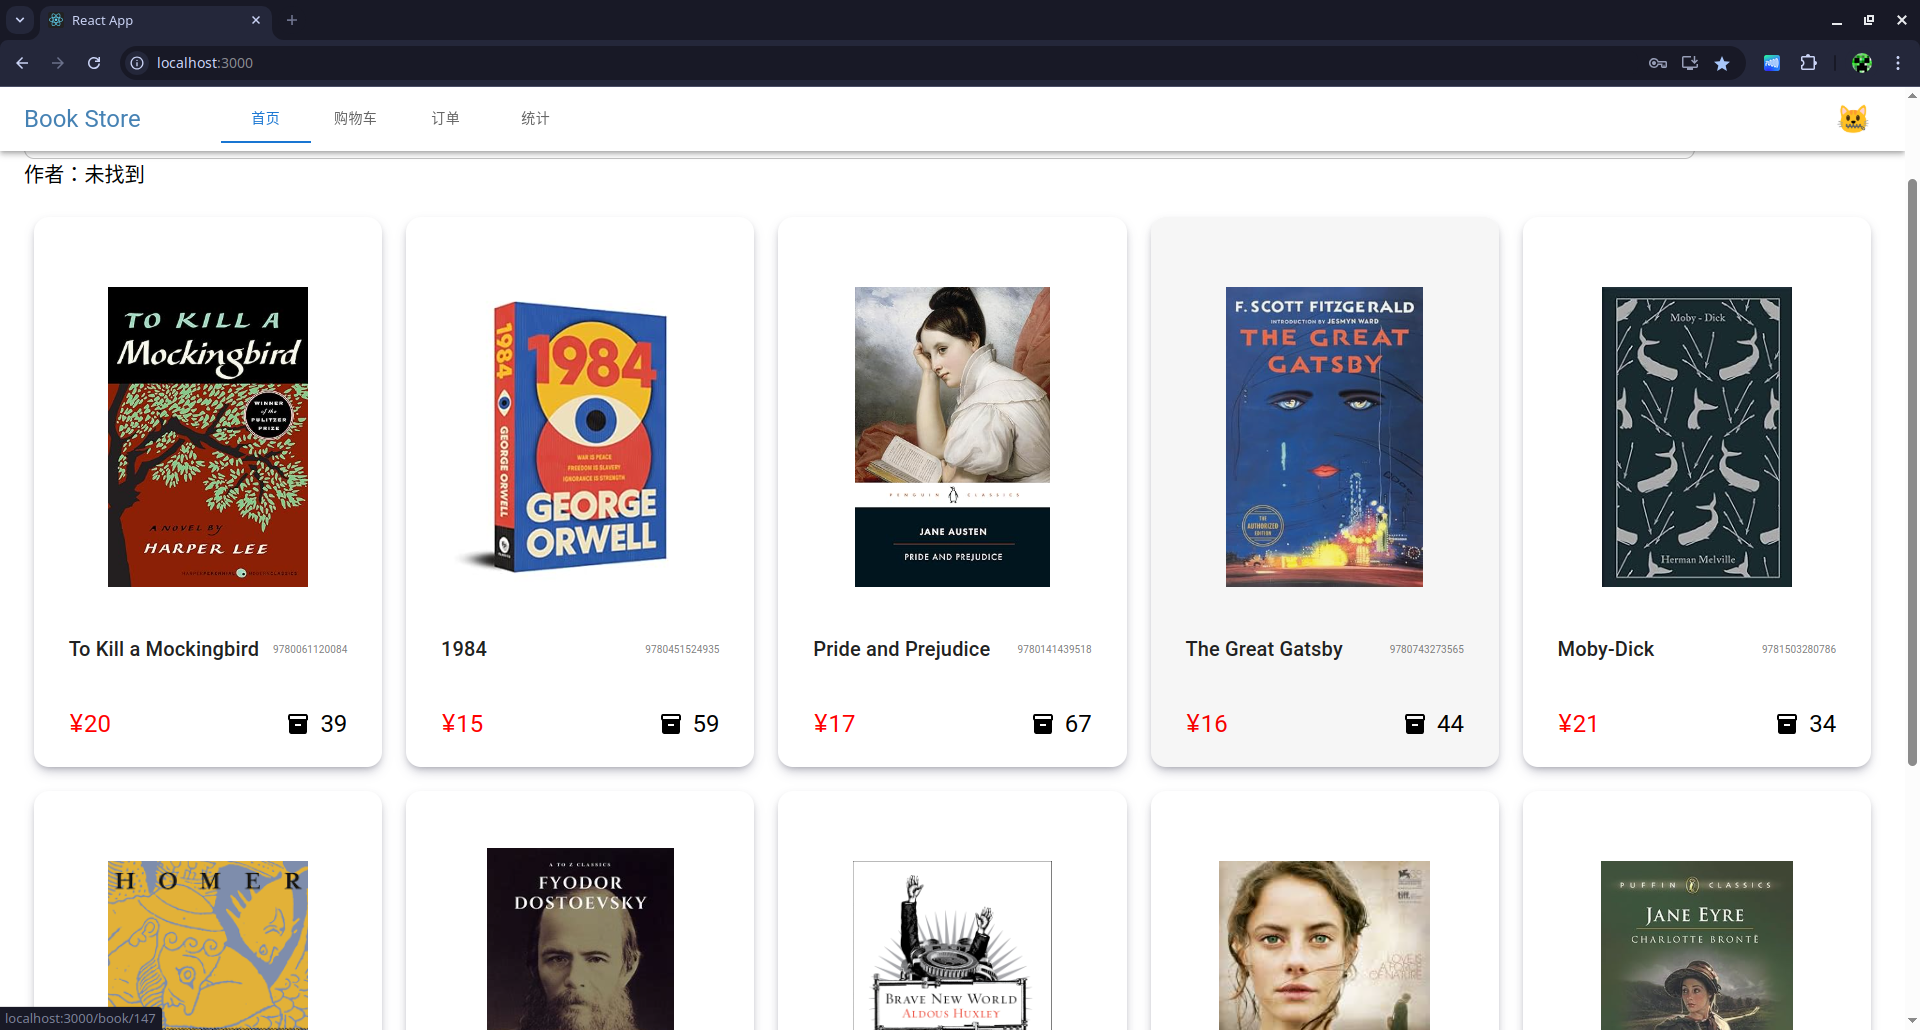 React App
localhost:3000
Book Store
首页
购物车
订单
统计
作者：未找到
TO KILL A
Mockingbird
WINNER
of the
PULITZER
PRIZE
A NOVEL BY
HARPER LEE
1984
GEORGE ORWELL
1984
WAR IS PEACE
FREEDOM IS SLAVERY
IGNORANCE IS STRENGTH
GEORGE
ORWELL
PENGUIN CLASSICS
JANE AUSTEN
PRIDE AND PREJUDICE
F. SCOTT FITZGERALD
INTRODUCTION BY JESMYN WARD
THE GREAT
GATSBY
THE
AUTHORIZED
EDITION
Moby - Dick
Herman Melville
To Kill a Mockingbird
9780061120084
1984
9780451524935
Pride and Prejudice
9780141439518
The Great Gatsby
9780743273565
Moby-Dick
9781503280786
¥20
39
¥15
59
¥17
67
¥16
44
¥21
34
HOMER
A TO Z CLASSICS
FYODOR
DOSTOEVSKY
BRAVE NEW WORLD
ALDOUS HUXLEY
LOVE IS
A FORCE
OF NATURE
PUFFIN CLASSICS
JANE EYRE
CHARLOTTE BRONTË
localhost:3000/book/147